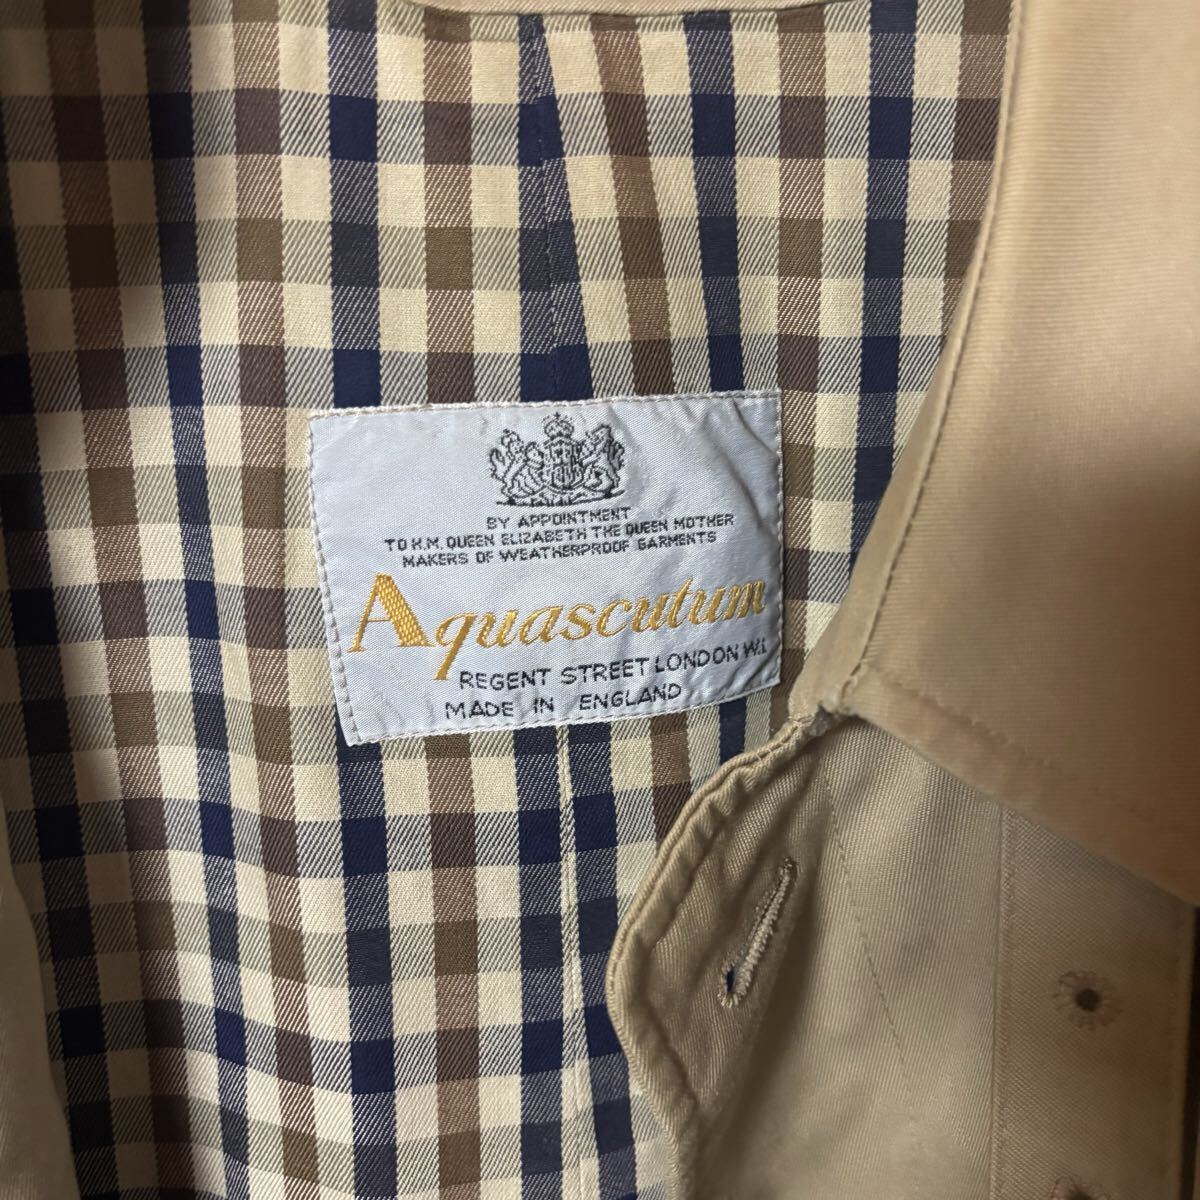 BY APPOINTMENT
TO H.M. QUEEN ELIZABETH THE QUEEN MOTHER
MAKERS OF WEATHERPROOF GARMENTS
Aquascutum
REGENT STREET LONDON W.1.
MADE IN ENGLAND